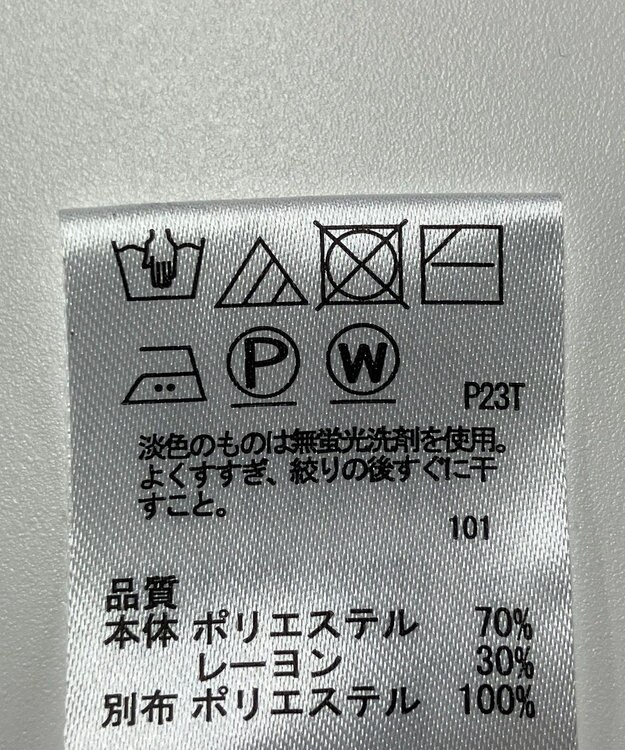 P W P23T
淡色のものは無蛍光洗剤を使用。
よくすすぎ、絞りの後すぐに干
すこと。
101
品質
本体 ポリエステル 70%
レーヨン 30%
別布 ポリエステル 100%